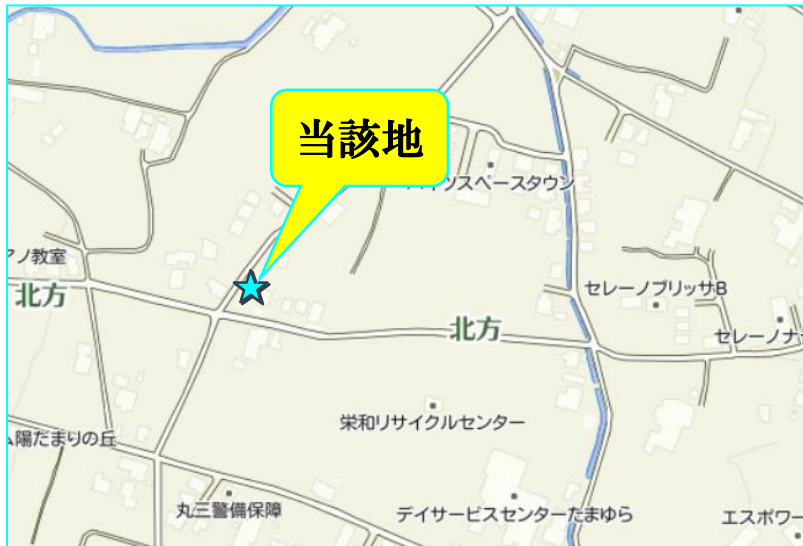 当該地
スペースタウン
アノ教室
北方
セレーノブリッサB
北方
セレーノナ
栄和リサイクルセンター
陽だまりの丘
丸三警備保障
デイサービスセンターたまゆら
エスポワー